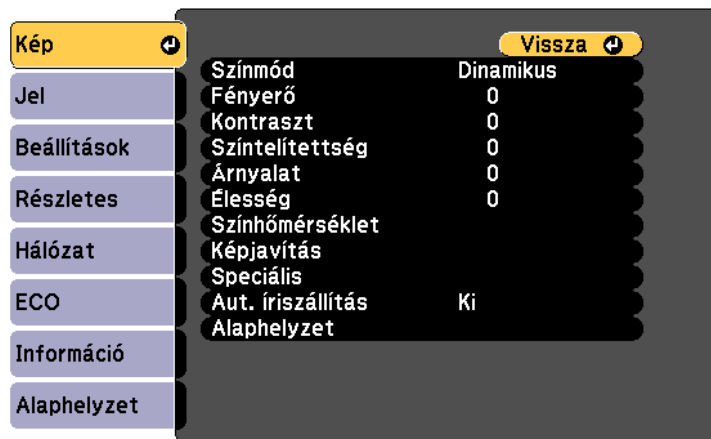 Kép
Jel
Beállítások
Részletes
Hálózat
ECO
Információ
Alaphelyzet
Vissza
Színmód Dinamikus
Fényerő 0
Kontraszt 0
Színtelítettség 0
Árnyalat 0
Élesség 0
Színhőmérséklet
Képjavítás
Speciális
Aut. íriszállítás Ki
Alaphelyzet